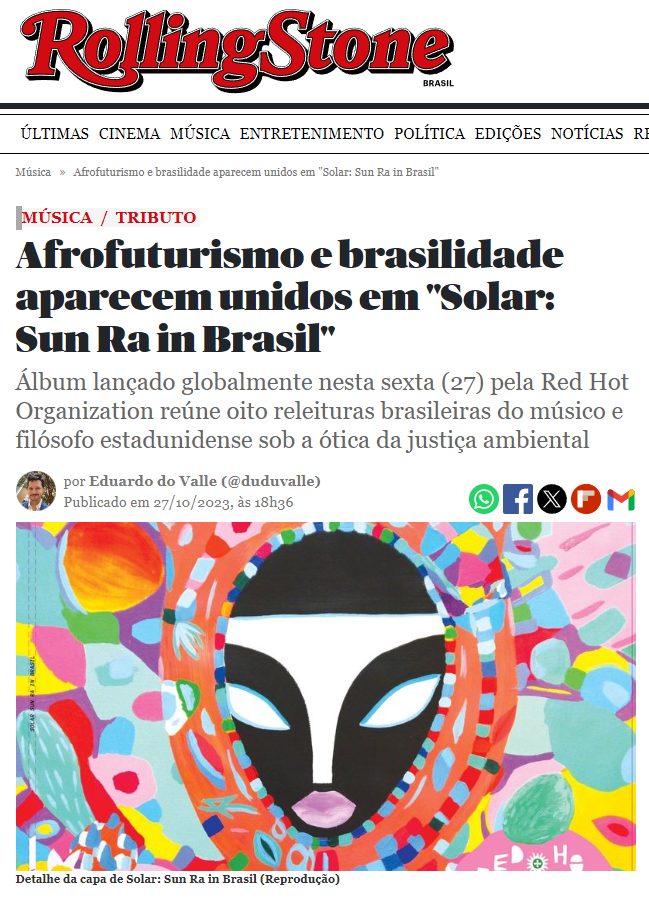 RollingStone
BRASIL
ÚLTIMAS CINEMA MÚSICA ENTRETENIMENTO POLÍTICA EDIÇÕES NOTÍCIAS RE
Música » Afrofuturismo e brasilidade aparecem unidos em "Solar: Sun Ra in Brasil"
MÚSICA / TRIBUTO
Afrofuturismo e brasilidade
aparecem unidos em "Solar:
Sun Ra in Brasil"
Álbum lançado globalmente nesta sexta (27) pela Red Hot
Organization reúne oito releituras brasileiras do músico e
filósofo estadunidense sob a ótica da justiça ambiental
por Eduardo do Valle (@duduvalle)
Publicado em 27/10/2023, às 18h36
SOLAR SUN RA IN BRASIL
RED HO
Detalhe da capa de Solar: Sun Ra in Brasil (Reprodução)